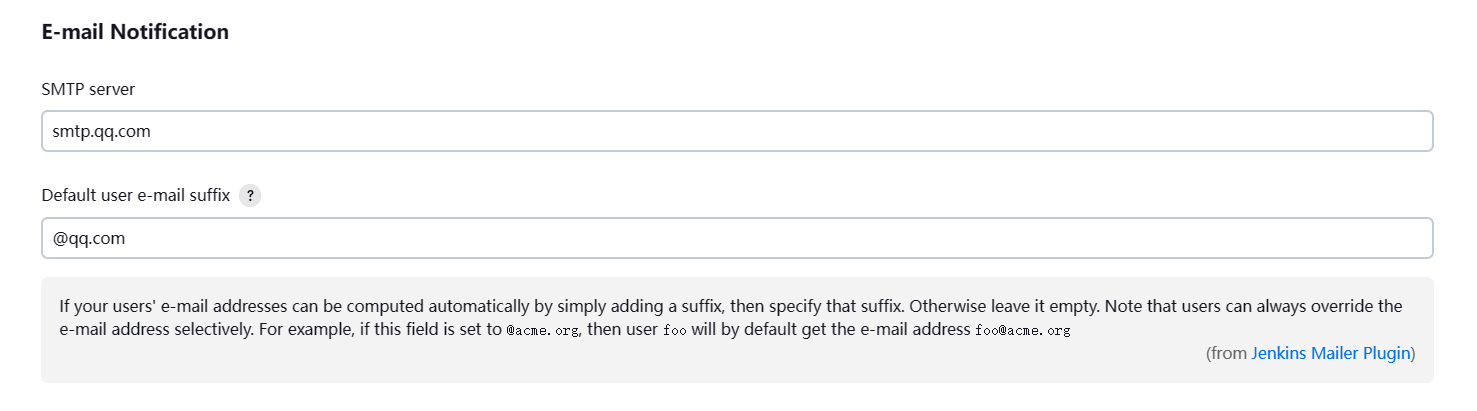 E-mail Notification
SMTP server
smtp.qq.com
Default user e-mail suffix ?
@qq.com
If your users' e-mail addresses can be computed automatically by simply adding a suffix, then specify that suffix. Otherwise leave it empty. Note that users can always override the
e-mail address selectively. For example, if this field is set to @acme.org, then user foo will by default get the e-mail address foo@acme.org
(from Jenkins Mailer Plugin)